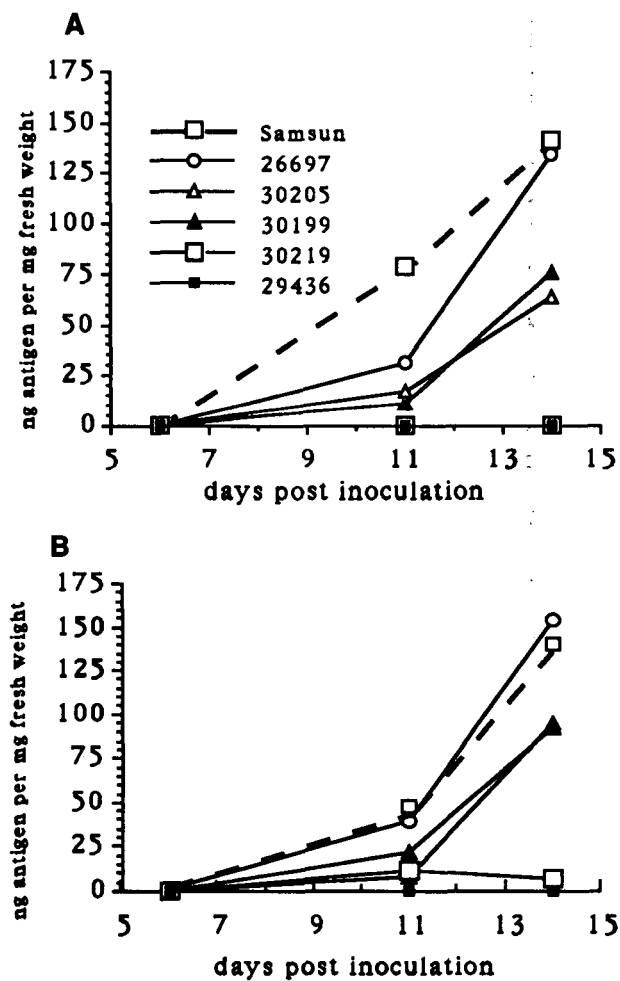 A
175
150
125
100
75
50
25
0
ng antigen per mg fresh weight
Samsun
26697
30205
30199
30219
29436
5 7 9 11 13 15
days post inoculation
B
175
150
125
100
75
50
25
0
ng antigen per mg fresh weight
5 7 9 11 13 15
days post inoculation